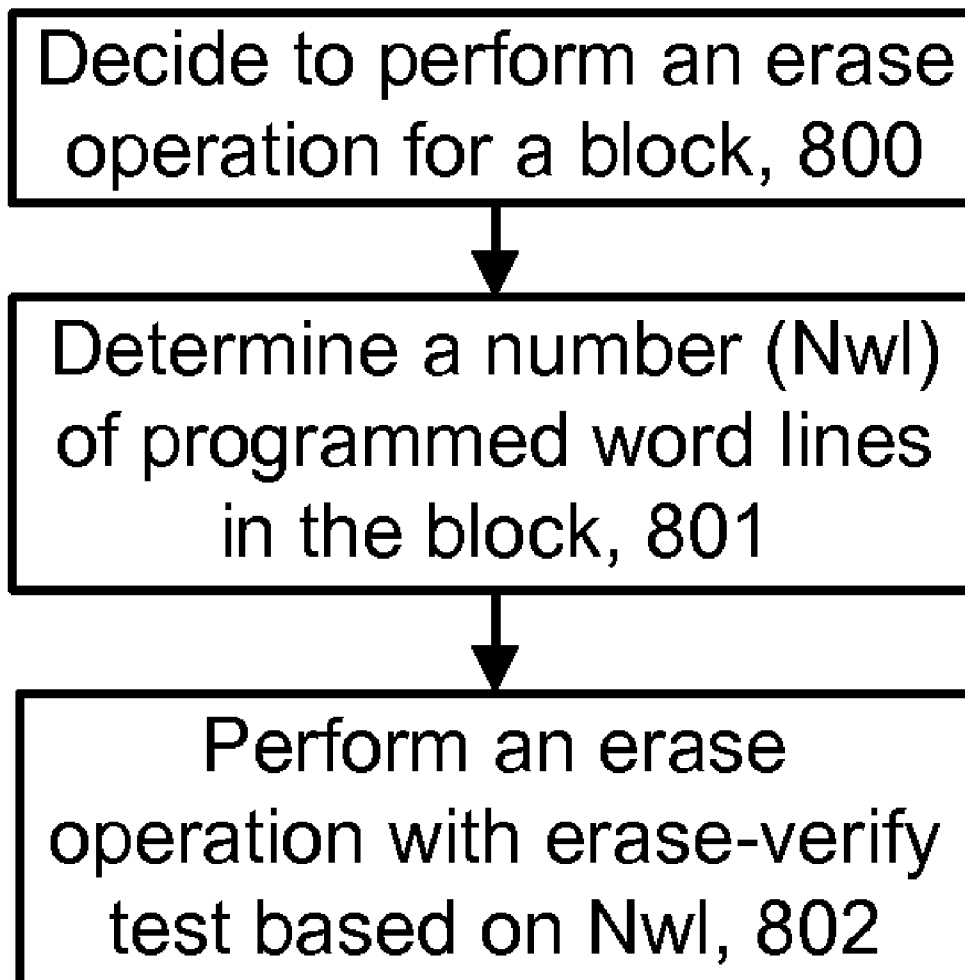 Decide to perform an erase
operation for a block, 800
Determine a number (Nwl)
of programmed word lines
in the block, 801
Perform an erase
operation with erase-verify
test based on Nwl, 802